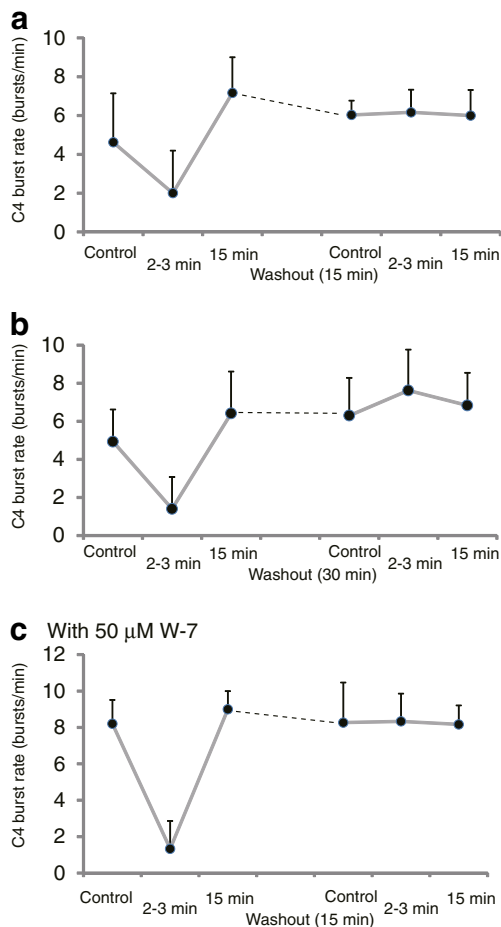 a
C4 burst rate (bursts/min)
10
8
6
4
2
0
Control 2-3 min 15 min Control 2-3 min 15 min
Washout (15 min)
b
C4 burst rate (bursts/min)
10
8
6
4
2
0
Control 2-3 min 15 min Control 2-3 min 15 min
Washout (30 min)
c With 50 μM W-7
C4 burst rate (bursts/min)
12
10
8
6
4
2
0
Control 2-3 min 15 min Control 2-3 min 15 min
Washout (15 min)